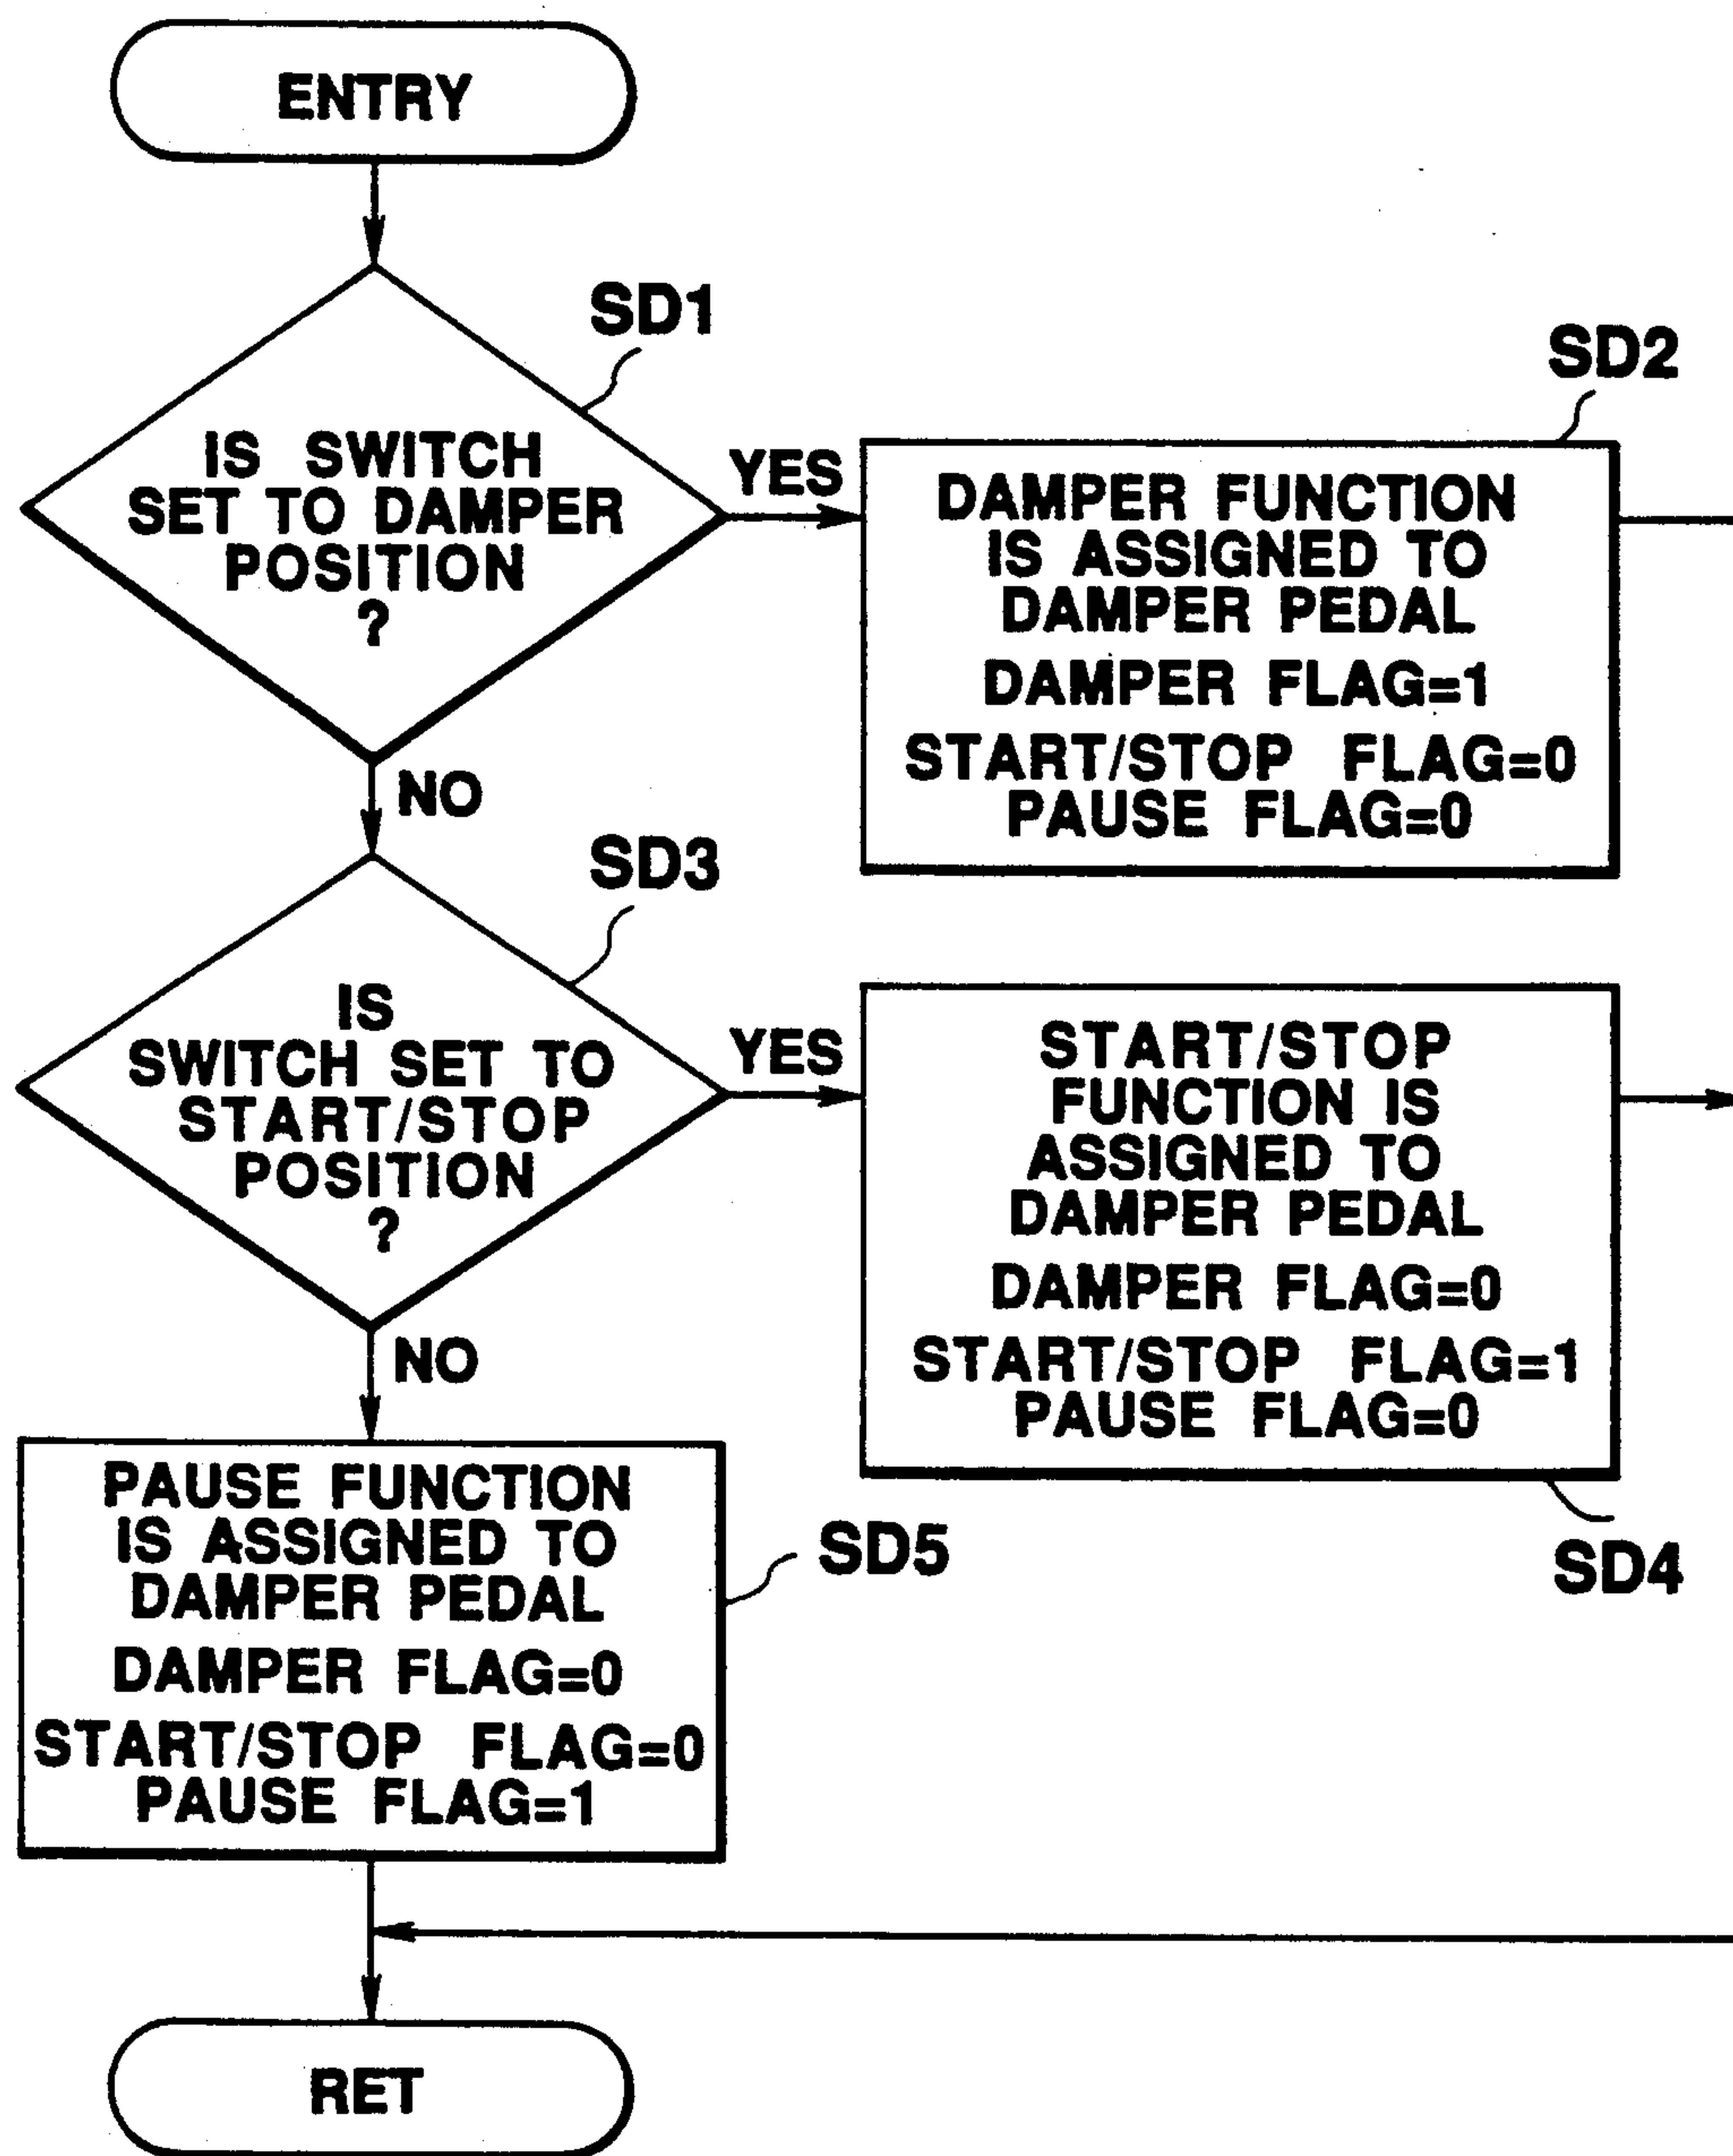 ENTRY
SD1
IS SWITCH
SET TO DAMPER
POSITION
?
YES
SD2
DAMPER FUNCTION
IS ASSIGNED TO
DAMPER PEDAL
DAMPER FLAG=1
START/STOP FLAG=0
PAUSE FLAG=0
NO
SD3
IS
SWITCH SET TO
START/STOP
POSITION
?
YES
START/STOP
FUNCTION IS
ASSIGNED TO
DAMPER PEDAL
DAMPER FLAG=0
START/STOP FLAG=1
PAUSE FLAG=0
SD4
NO
PAUSE FUNCTION
IS ASSIGNED TO
DAMPER PEDAL
DAMPER FLAG=0
START/STOP FLAG=0
PAUSE FLAG=1
SD5
RET